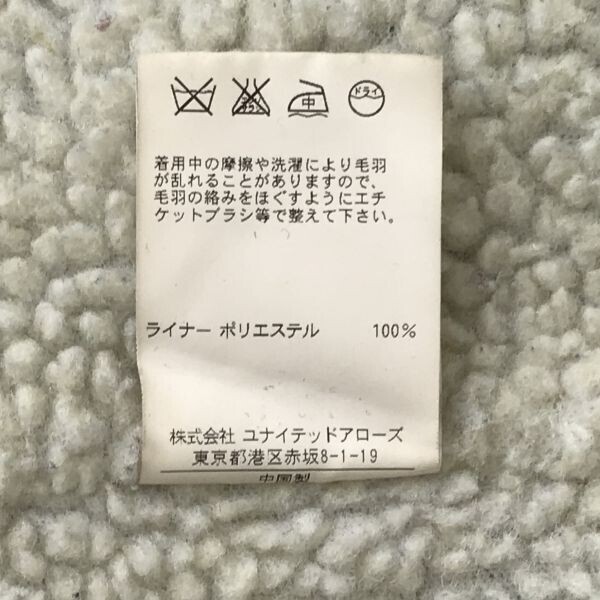 中 ドライ
着用中の摩擦や洗濯により毛羽
が乱れることがありますので、
毛羽の絡みをほぐすようにエチ
ケットブラシ等で整えて下さい。
ライナー ポリエステル 100%
株式会社 ユナイテッドアローズ
東京都港区赤坂8-1-19
中国製